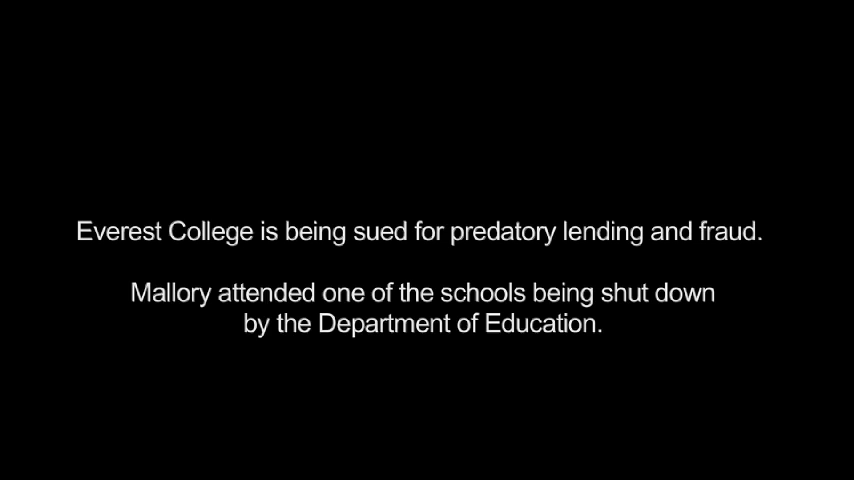 Everest College is being sued for predatory lending and fraud.
Mallory attended one of the schools being shut down
by the Department of Education.